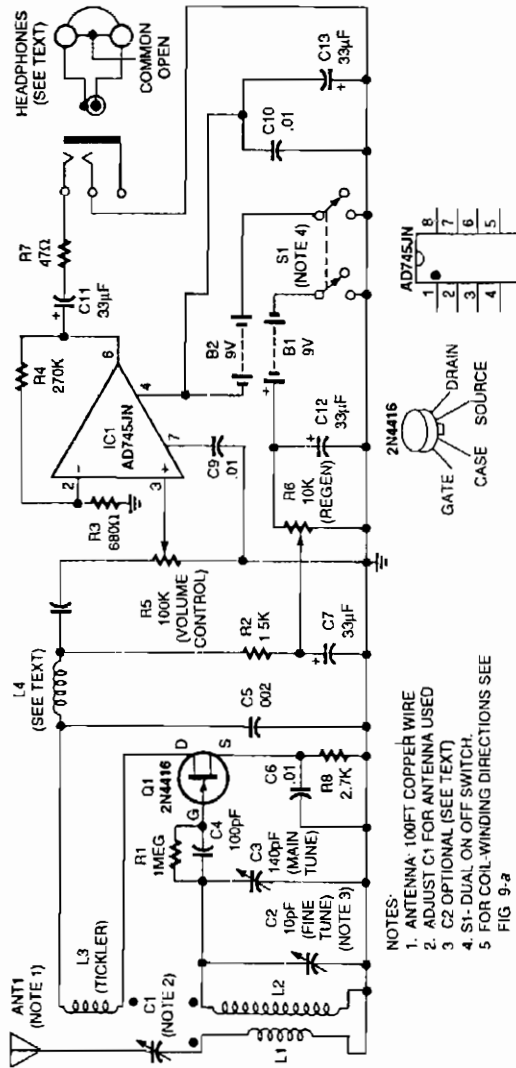 ANT1
(NOTE 1)
C1
(NOTE 2)
L1
L2
L3
(TICKLER)
C2
10pF
(FINE
TUNE)
(NOTE 3)
C3
140pF
(MAIN
TUNE)
R1
1MEG
C4
100pF
G
D
S
Q1
2N4416
C6
.01
R8
2.7K
C5
002
L4
(SEE TEXT)
R2
1.5K
C7
33µF
R5
100K
(VOLUME
CONTROL)
R6
10K
(REGEN)
C12
33µF
+
R3
680Ω
2
-
3
+
IC1
AD745JN
6
7
4
R4
270K
C9
.01
C11
33µF
+
R7
47Ω
HEADPHONES
(SEE TEXT)
COMMON
OPEN
B2
9V
B1
9V
+
S1
(NOTE 4)
C10
.01
C13
33µF
+
NOTES:
1. ANTENNA- 100FT COPPER WIRE
2. ADJUST C1 FOR ANTENNA USED
3 C2 OPTIONAL (SEE TEXT)
4. S1- DUAL ON OFF SWITCH.
5 FOR COIL-WINDING DIRECTIONS SEE
FIG 9-a
2N4416
GATE
DRAIN
CASE
SOURCE
AD745JN
1
2
3
4
8
7
6
5